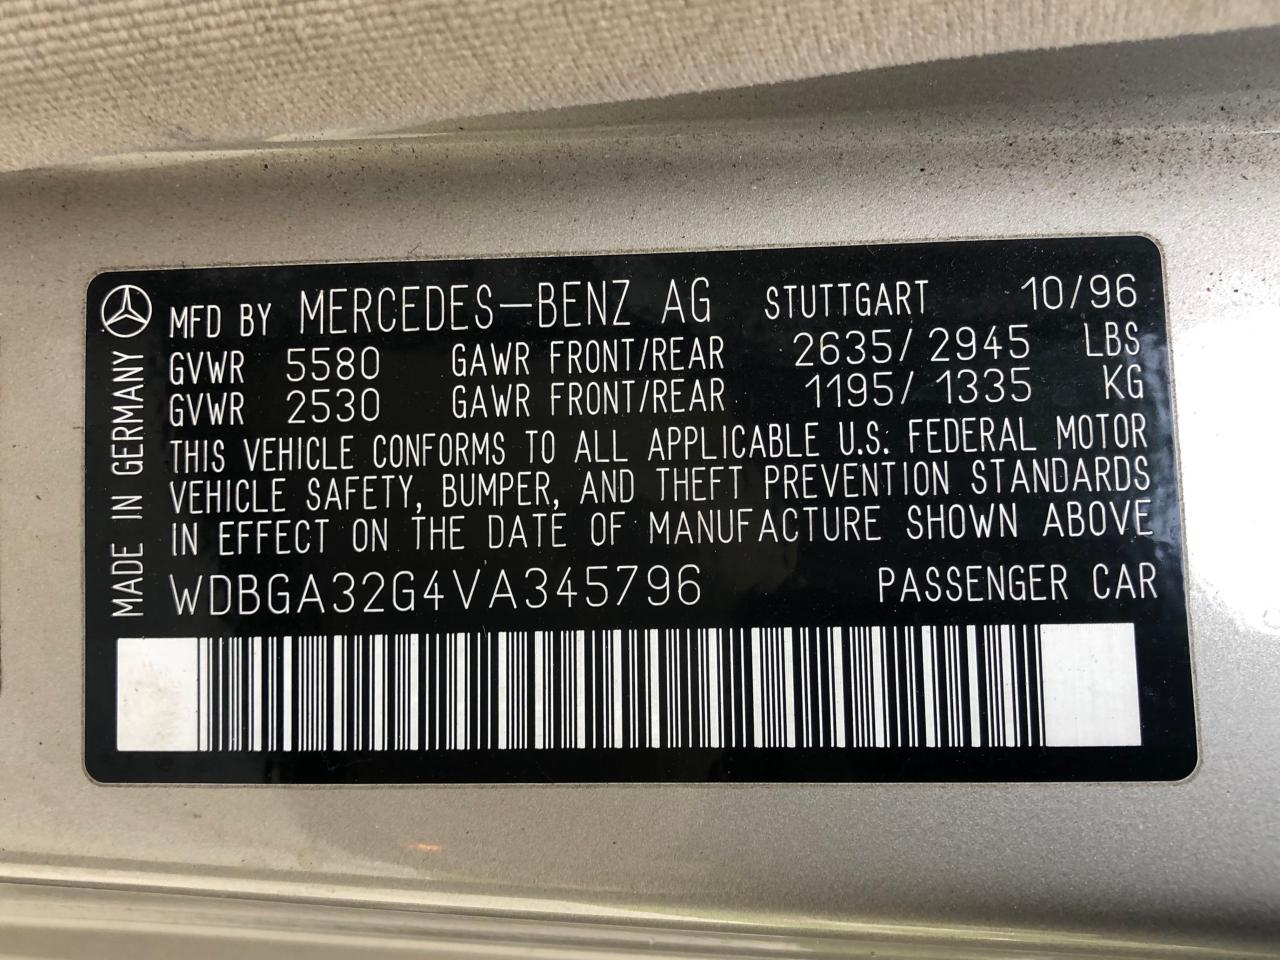 MADE IN GERMANY
MFD BY MERCEDES-BENZ AG STUTTGART 10/96
GVWR 5580 GAWR FRONT/REAR 2635/2945 LBS
GVWR 2530 GAWR FRONT/REAR 1195/1335 KG
THIS VEHICLE CONFORMS TO ALL APPLICABLE U.S. FEDERAL MOTOR
VEHICLE SAFETY, BUMPER, AND THEFT PREVENTION STANDARDS
IN EFFECT ON THE DATE OF MANUFACTURE SHOWN ABOVE
WDBGA32G4VA345796 PASSENGER CAR